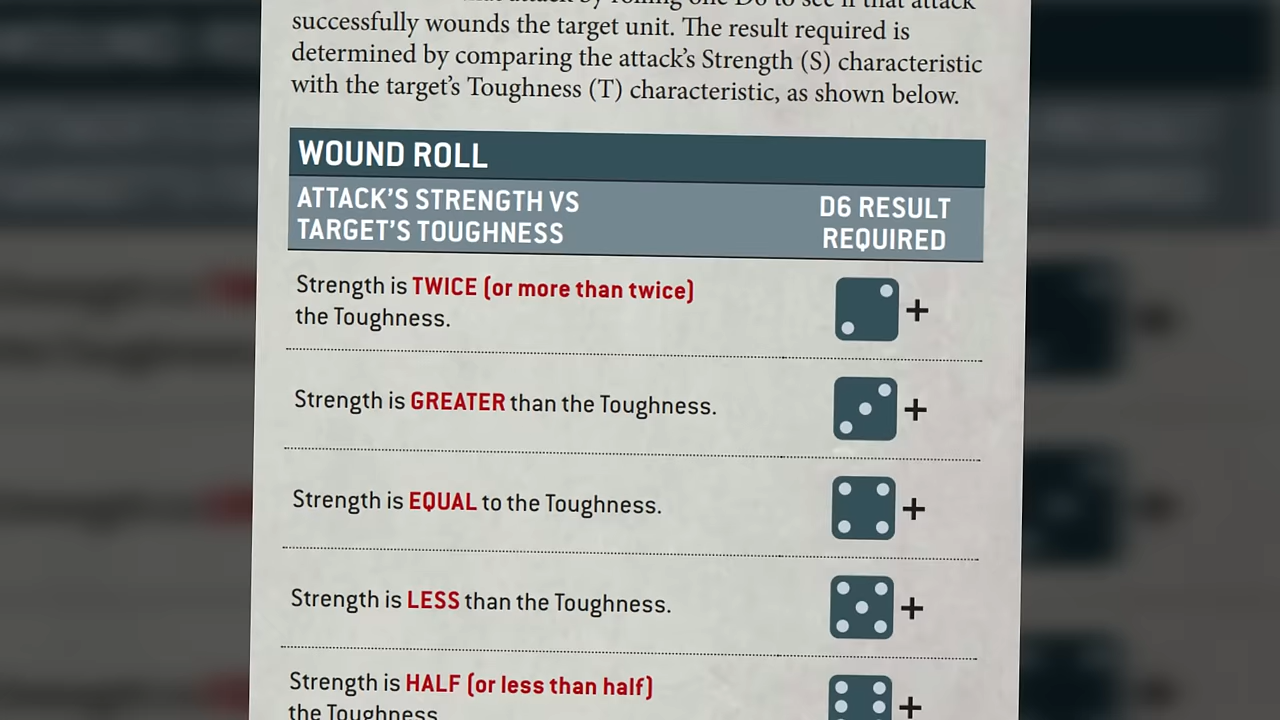 successfully wounds the target unit. The result required is
determined by comparing the attack's Strength (S) characteristic
with the target's Toughness (T) characteristic, as shown below.
WOUND ROLL
ATTACK'S STRENGTH VS
TARGET'S TOUGHNESS
D6 RESULT
REQUIRED
Strength is TWICE (or more than twice)
the Toughness.
+
Strength is GREATER than the Toughness.
+
Strength is EQUAL to the Toughness.
+
Strength is LESS than the Toughness.
+
Strength is HALF (or less than half)
the Toughness
+